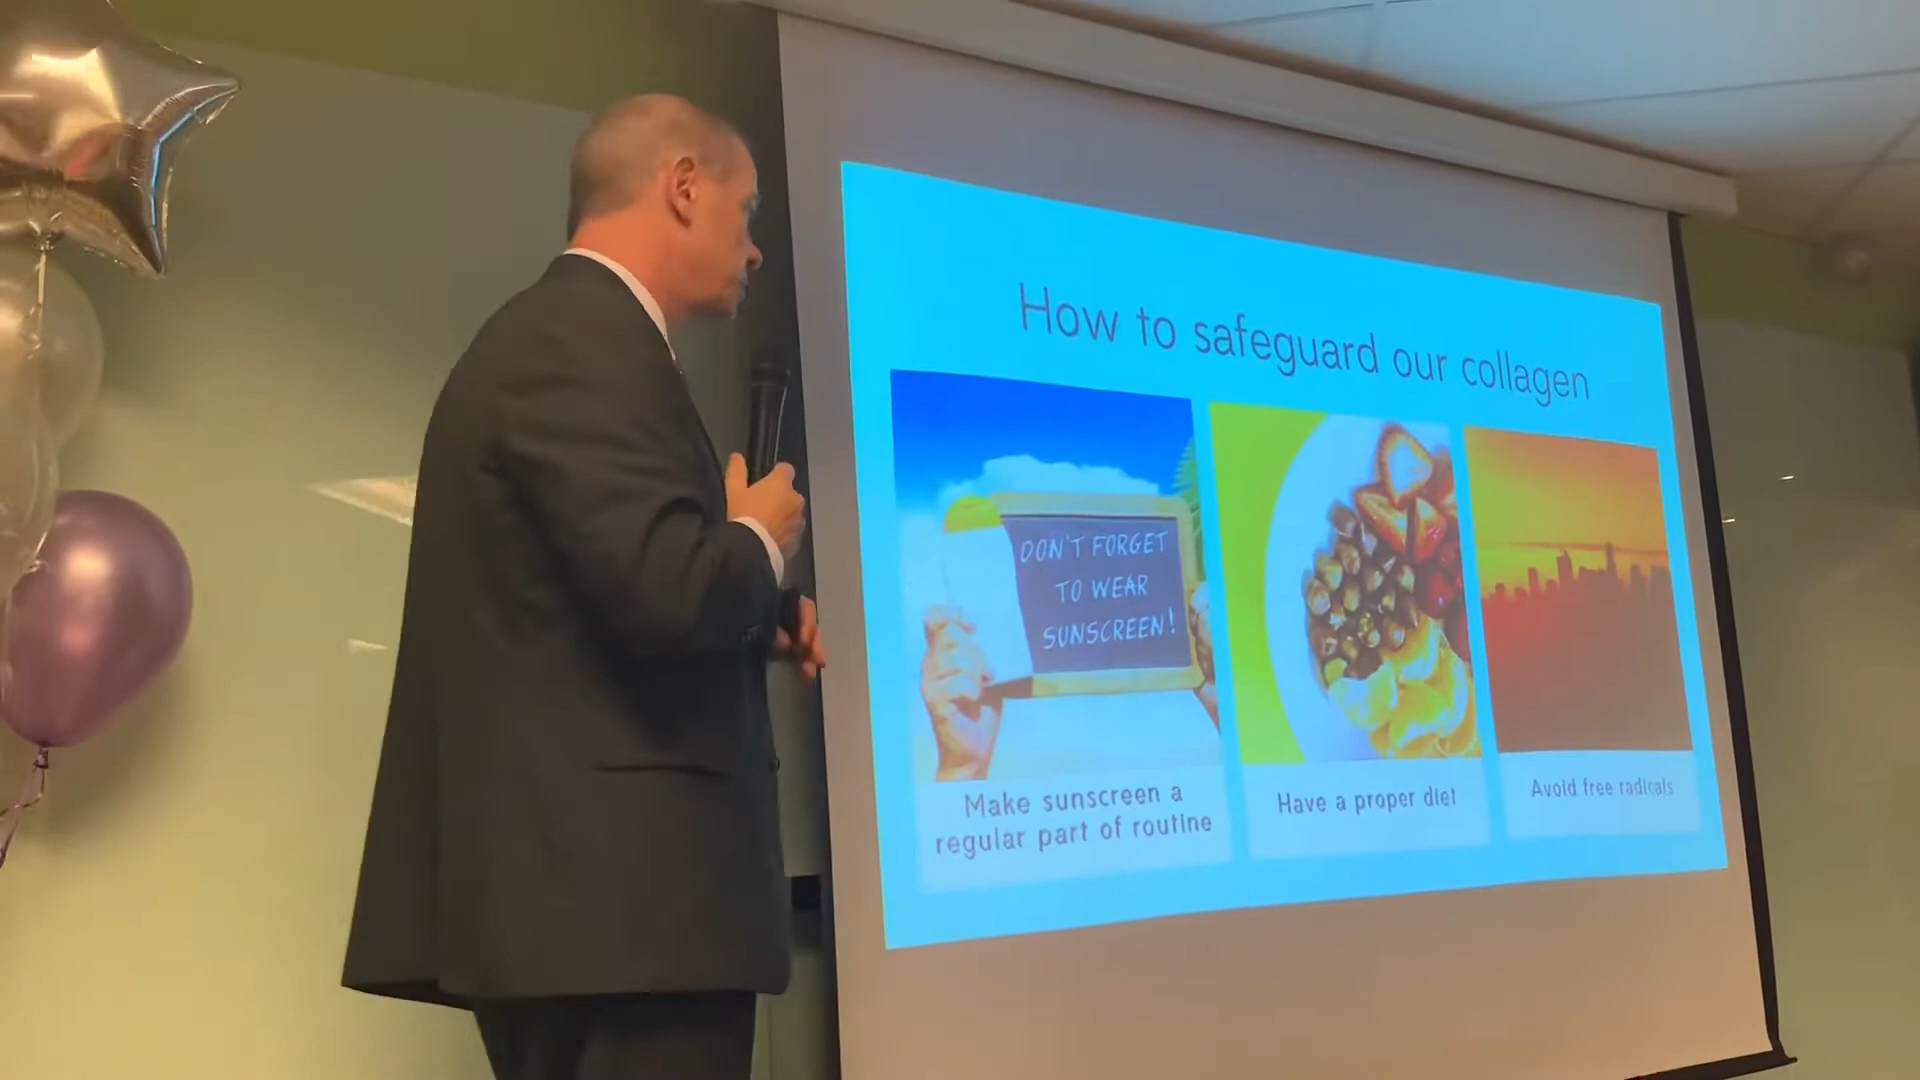 How to safeguard our collagen
DON'T FORGET
TO WEAR
SUNSCREEN!
Make sunscreen a
regular part of routine
Have a proper diet
Avoid free radicals